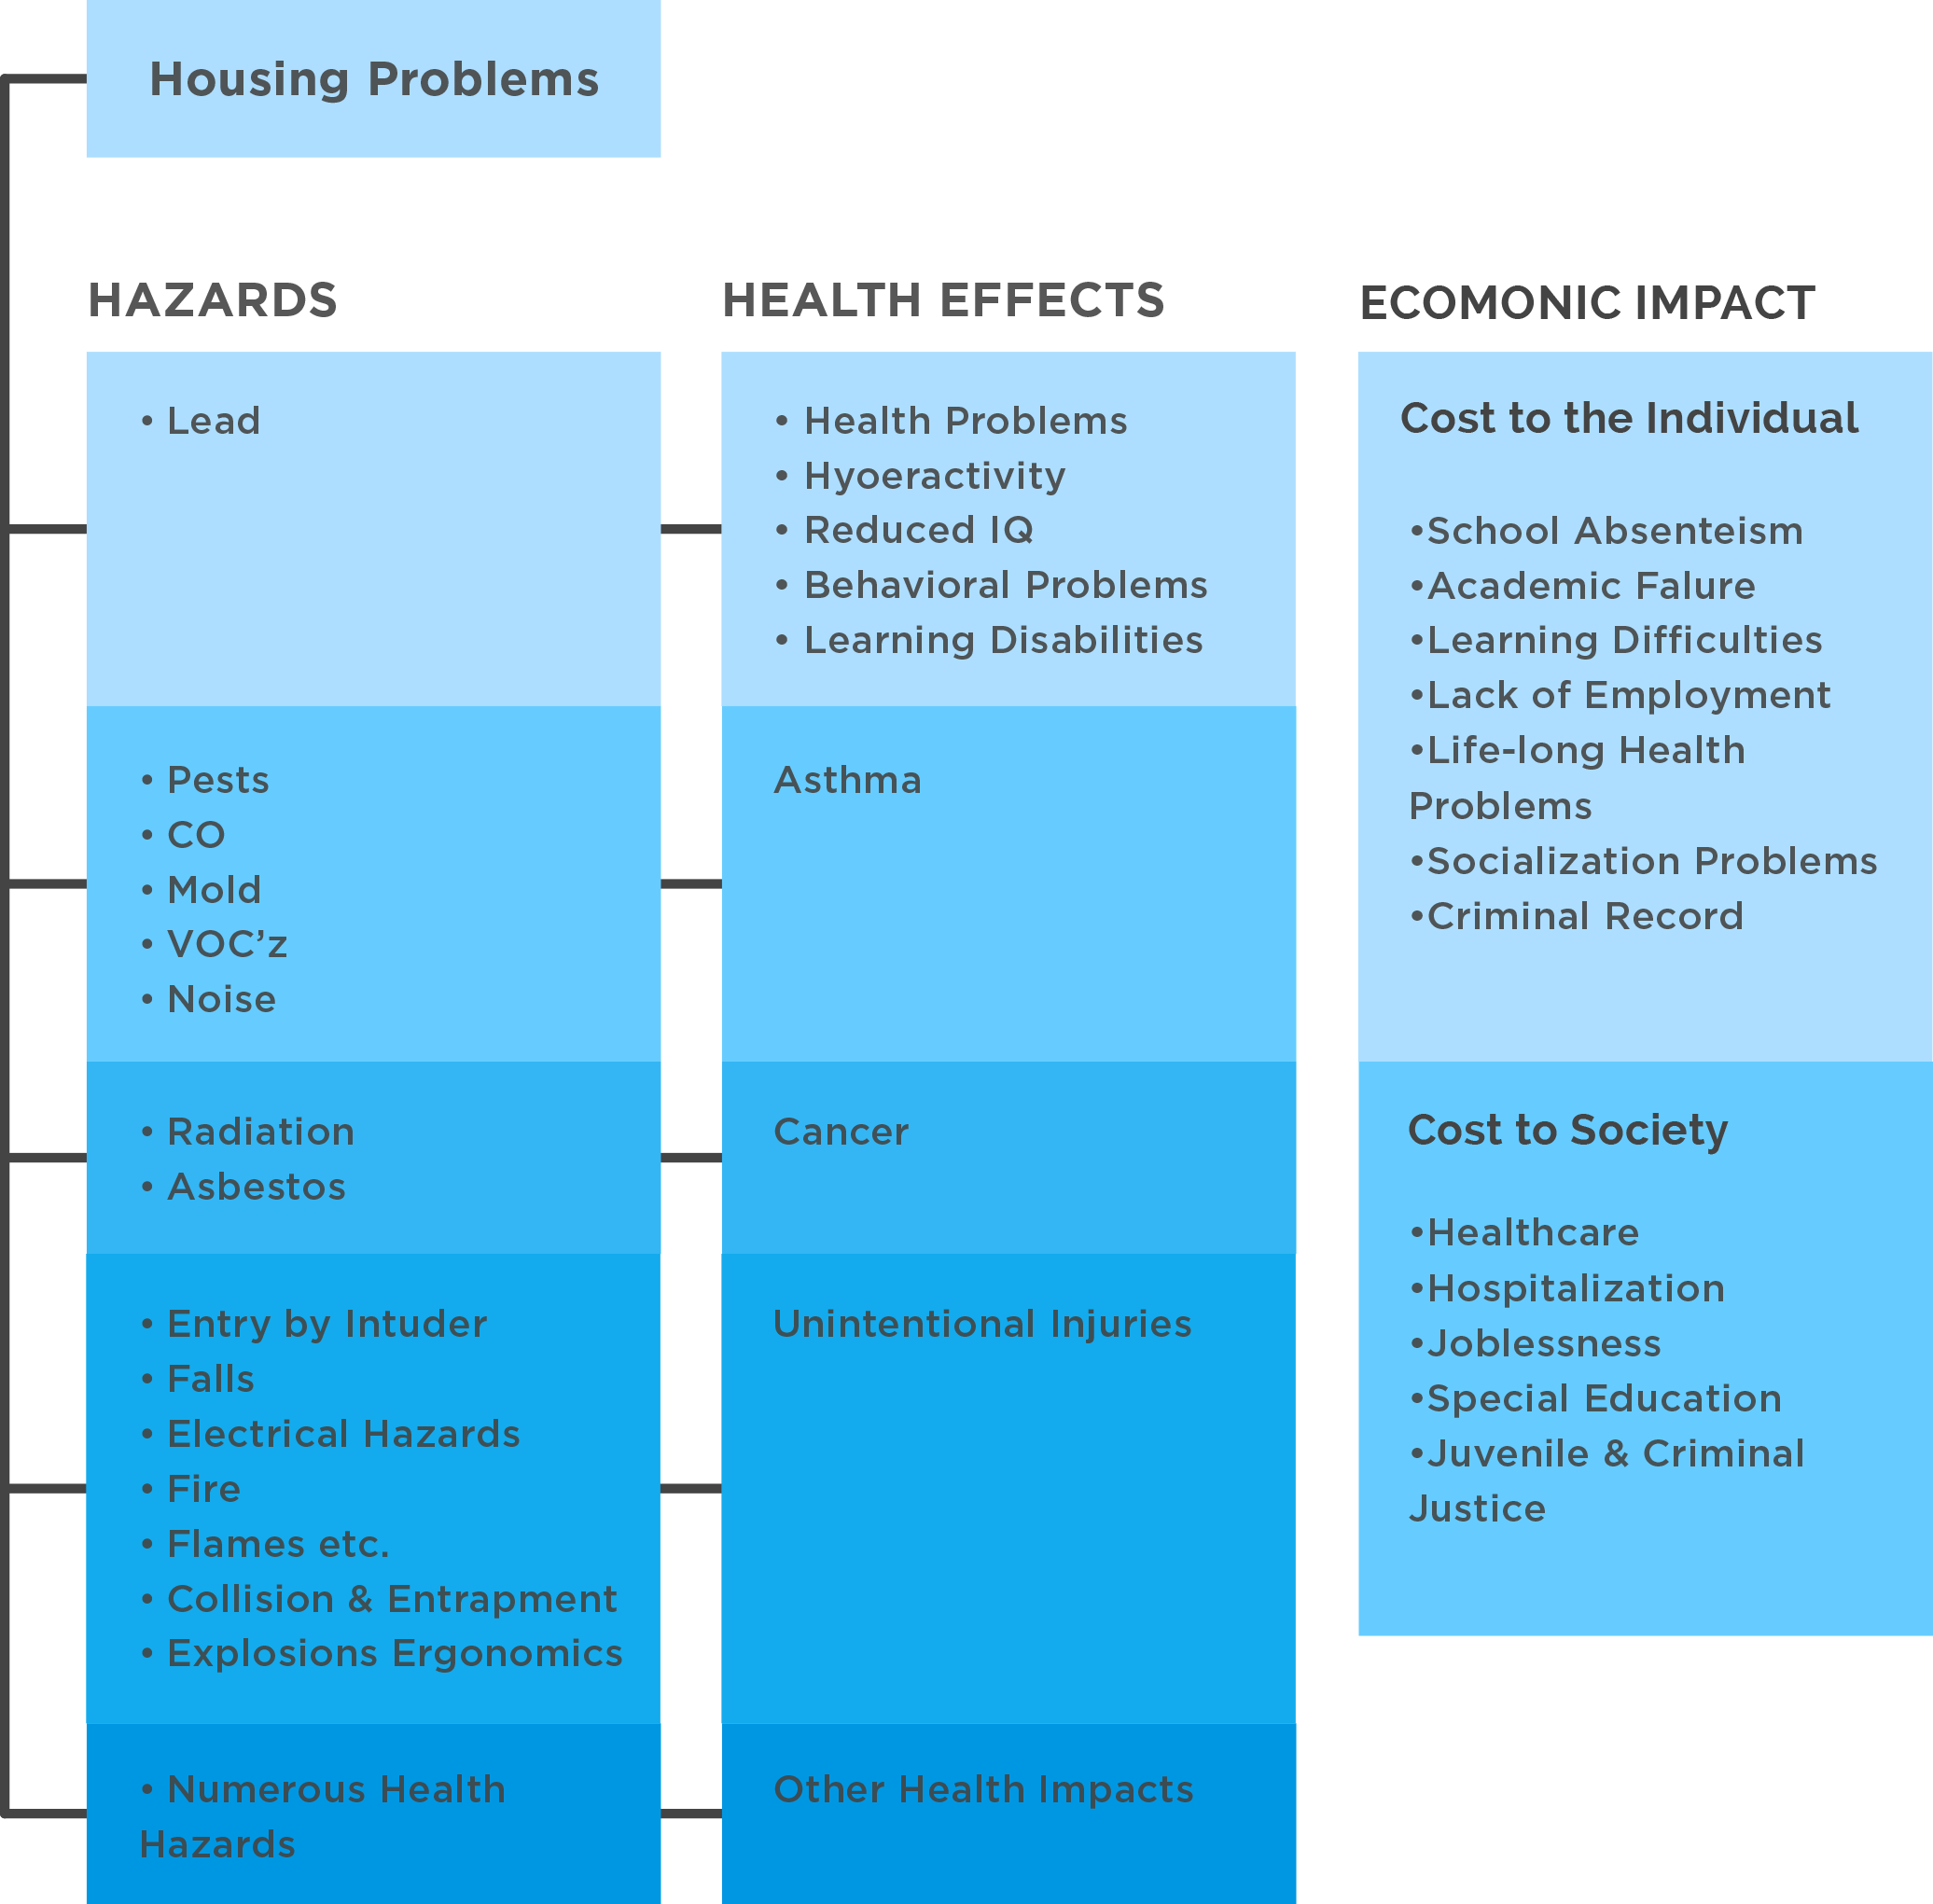 Housing Problems
HAZARDS
• Lead
• Pests
• CO
• Mold
• VOC’z
• Noise
• Radiation
• Asbestos
• Entry by Intuder
• Falls
• Electrical Hazards
• Fire
• Flames etc.
• Collision & Entrapment
• Explosions Ergonomics
• Numerous Health
Hazards
HEALTH EFFECTS
• Health Problems
• Hyoeractivity
• Reduced IQ
• Behavioral Problems
• Learning Disabilities
Asthma
Cancer
Unintentional Injuries
Other Health Impacts
ECOMONIC IMPACT
Cost to the Individual
•School Absenteism
•Academic Falure
•Learning Difficulties
•Lack of Employment
•Life-long Health
Problems
•Socialization Problems
•Criminal Record
Cost to Society
•Healthcare
•Hospitalization
•Joblessness
•Special Education
•Juvenile & Criminal
Justice